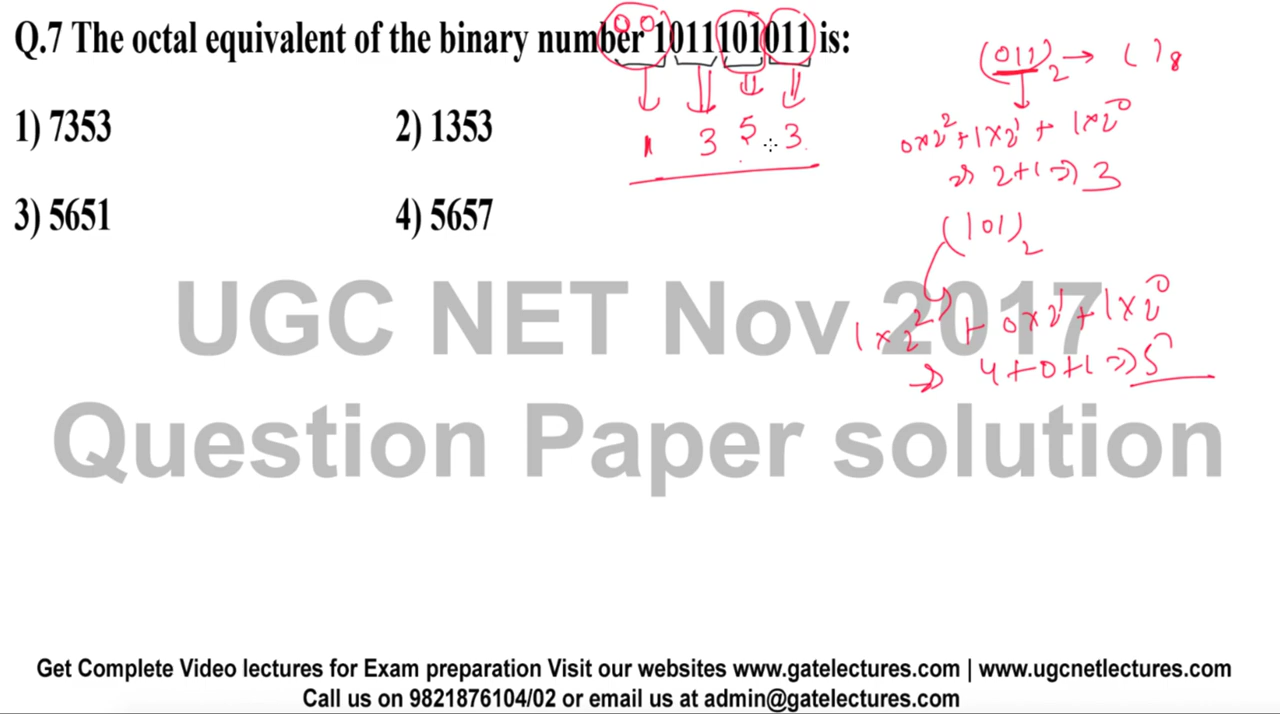 Q.7 The octal equivalent of the binary number 1011101011 is:
0 0
1 3 5 3
1) 7353
2) 1353
3) 5651
4) 5657
(011)₂ → ( )₈
0×2² + 1×2¹ + 1×2⁰
⇒ 2+1 ⇒ 3
(101)₂
1×2² + 0×2¹ + 1×2⁰
⇒ 4+0+1 ⇒ 5
UGC NET Nov 2017
Question Paper solution
Get Complete Video lectures for Exam preparation Visit our websites www.gatelectures.com | www.ugcnetlectures.com
Call us on 9821876104/02 or email us at admin@gatelectures.com